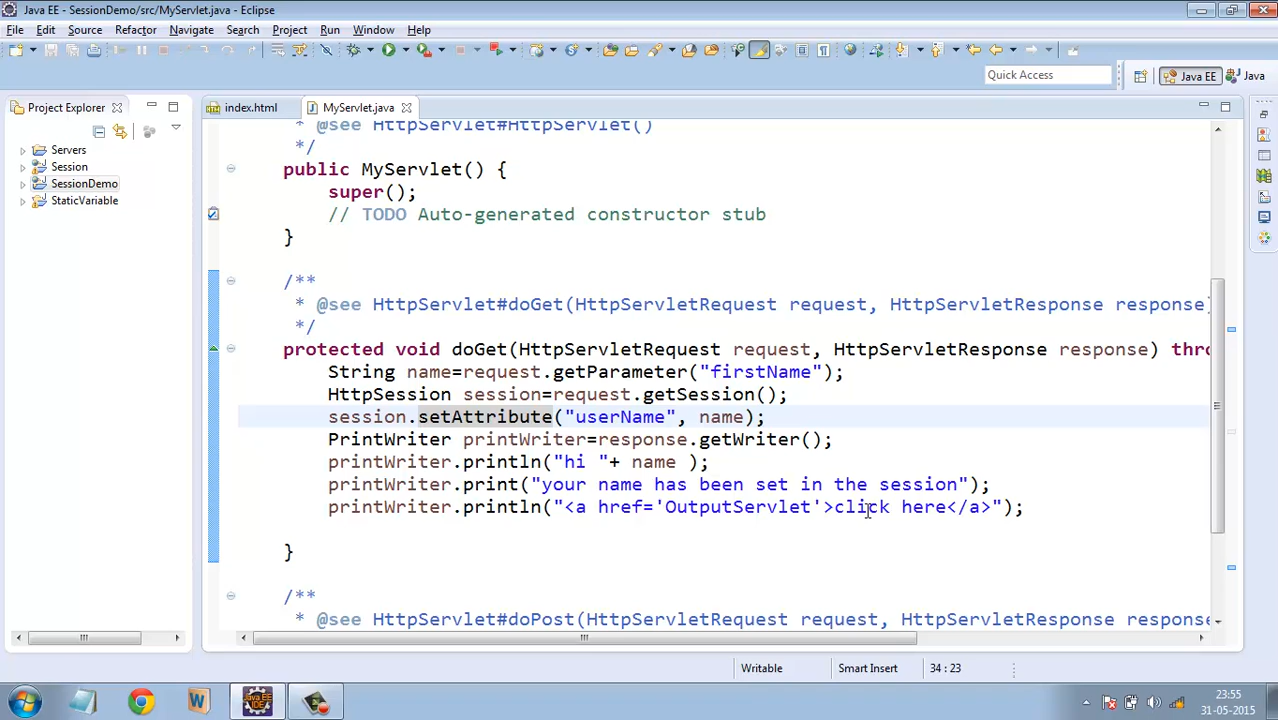 Java EE - SessionDemo/src/MyServlet.java - Eclipse
File Edit Source Refactor Navigate Search Project Run Window Help
Quick Access
Java EE
Java
Project Explorer
index.html
MyServlet.java
Servers
Session
SessionDemo
StaticVariable
* @see HttpServlet#HttpServlet()
*/
public MyServlet() {
super();
// TODO Auto-generated constructor stub
}
/**
* @see HttpServlet#doGet(HttpServletRequest request, HttpServletResponse response)
*/
protected void doGet(HttpServletRequest request, HttpServletResponse response) thro
String name=request.getParameter("firstName");
HttpSession session=request.getSession();
session.setAttribute("userName", name);
PrintWriter printWriter=response.getWriter();
printWriter.println("hi "+ name );
printWriter.print("your name has been set in the session");
printWriter.println("<a href='OutputServlet'>click here</a>");
}
/**
* @see HttpServlet#doPost(HttpServletRequest request, HttpServletResponse response
Writable
Smart Insert
34 : 23
23:55
31-05-2015